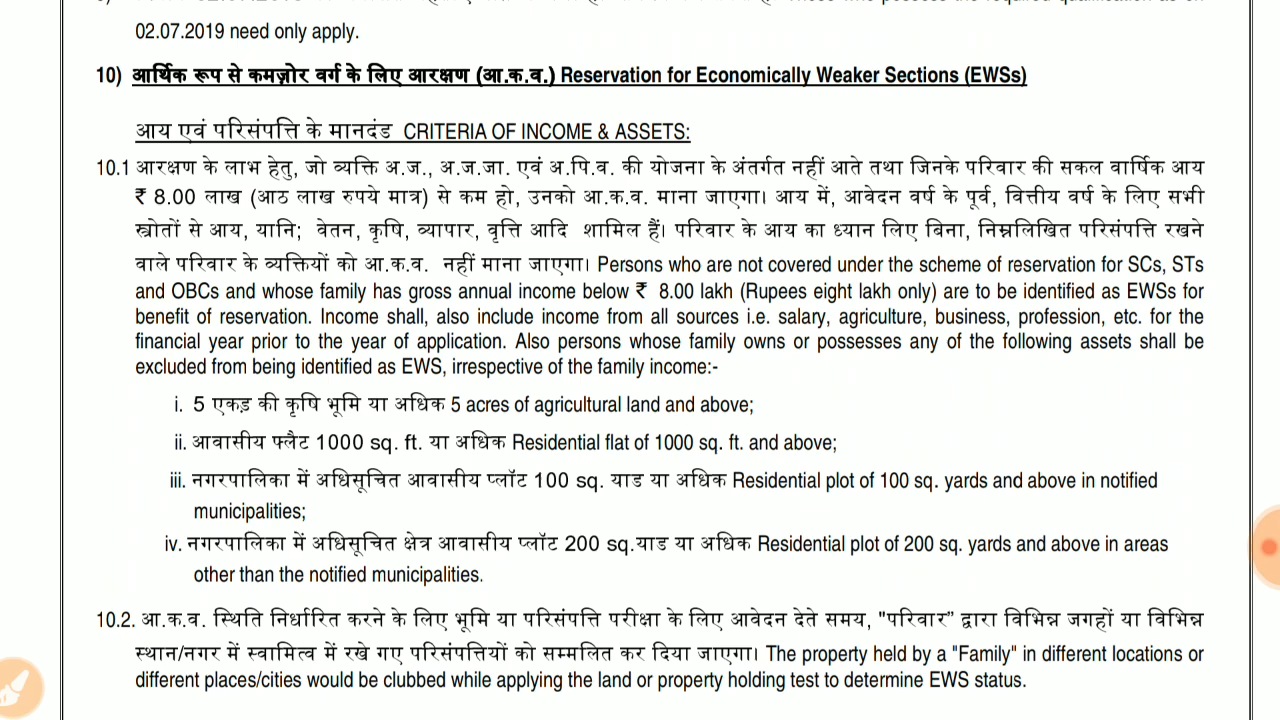 02.07.2019 need only apply.
10) आर्थिक रूप से कमज़ोर वर्ग के लिए आरक्षण (आ.क.व.) Reservation for Economically Weaker Sections (EWSs)
आय एवं परिसंपत्ति के मानदंड CRITERIA OF INCOME & ASSETS:
10.1 आरक्षण के लाभ हेतु, जो व्यक्ति अ.ज., अ.ज.जा. एवं अ.पि.व. की योजना के अंतर्गत नहीं आते तथा जिनके परिवार की सकल वार्षिक आय
₹ 8.00 लाख (आठ लाख रुपये मात्र) से कम हो, उनको आ.क.व. माना जाएगा। आय में, आवेदन वर्ष के पूर्व, वित्तीय वर्ष के लिए सभी
स्त्रोतों से आय, यानि; वेतन, कृषि, व्यापार, वृत्ति आदि शामिल हैं। परिवार के आय का ध्यान लिए बिना, निम्नलिखित परिसंपत्ति रखने
वाले परिवार के व्यक्तियों को आ.क.व. नहीं माना जाएगा। Persons who are not covered under the scheme of reservation for SCs, STs
and OBCs and whose family has gross annual income below ₹ 8.00 lakh (Rupees eight lakh only) are to be identified as EWSs for
benefit of reservation. Income shall, also include income from all sources i.e. salary, agriculture, business, profession, etc. for the
financial year prior to the year of application. Also persons whose family owns or possesses any of the following assets shall be
excluded from being identified as EWS, irrespective of the family income:-
i. 5 एकड़ की कृषि भूमि या अधिक 5 acres of agricultural land and above;
ii. आवासीय फ्लैट 1000 sq. ft. या अधिक Residential flat of 1000 sq. ft. and above;
iii. नगरपालिका में अधिसूचित आवासीय प्लॉट 100 sq. यार्ड या अधिक Residential plot of 100 sq. yards and above in notified
municipalities;
iv. नगरपालिका में अधिसूचित क्षेत्र आवासीय प्लॉट 200 sq.यार्ड या अधिक Residential plot of 200 sq. yards and above in areas
other than the notified municipalities.
10.2. आ.क.व. स्थिति निर्धारित करने के लिए भूमि या परिसंपत्ति परीक्षा के लिए आवेदन देते समय, "परिवार” द्वारा विभिन्न जगहों या विभिन्न
स्थान/नगर में स्वामित्व में रखे गए परिसंपत्तियों को सम्मलित कर दिया जाएगा। The property held by a "Family" in different locations or
different places/cities would be clubbed while applying the land or property holding test to determine EWS status.